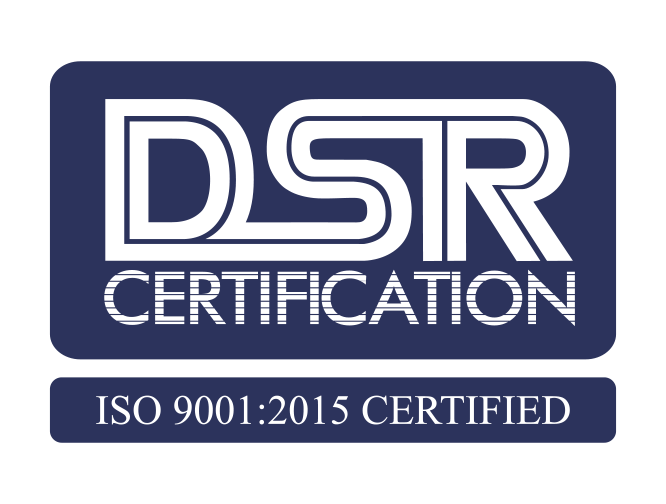 DSR
CERTIFICATION
ISO 9001:2015 CERTIFIED